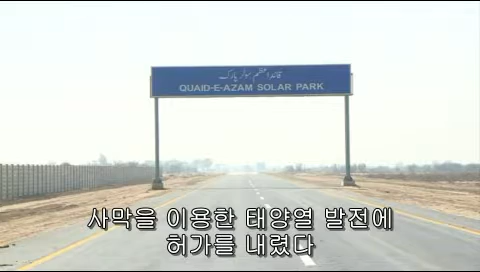 قائداعظم سولر پارک
QUAID-E-AZAM SOLAR PARK
사막을 이용한 태양열 발전에
허가를 내렸다